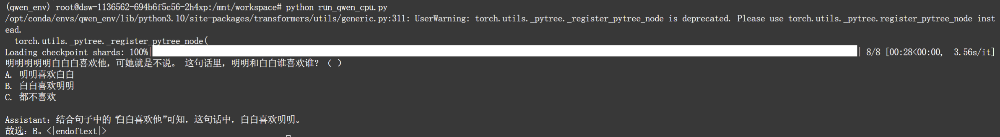 (qwen_env) root@dsw-1136562-694b6f5c56-2h4xp:/mnt/workspace# python run_qwen_cpu.py
/opt/conda/envs/qwen_env/lib/python3.10/site-packages/transformers/utils/generic.py:311: UserWarning: torch.utils._pytree._register_pytree_node is deprecated. Please use torch.utils._pytree.register_pytree_node inst
ead.
  torch.utils._pytree._register_pytree_node(
Loading checkpoint shards: 100%|| 8/8 [00:28<00:00,  3.56s/it]
明明明明明白白白喜欢他，可她就是不说。 这句话里，明明和白白谁喜欢谁？（ ）
A. 明明喜欢白白
B. 白白喜欢明明
C. 都不喜欢
Assistant: 结合句子中的“白白喜欢他”可知，这句话中，白白喜欢明明。
故选：B。<|endoftext|>